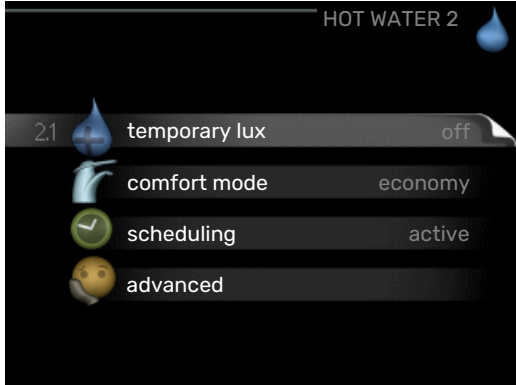 HOT WATER 2
2.1 temporary lux off
comfort mode economy
scheduling active
advanced